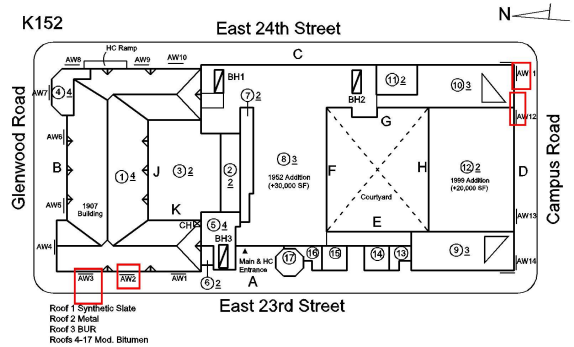 K152
East 24th Street
N
HC Ramp
AW8
AW9
AW10
C
BH1
BH2
11 2
AW 1
AW7
4 4
10 3
7 2
AW12
G
Glenwood Road
AW6
B
1 4
J
3 2
2
2
8 3
F
H
12 2
D
Campus Road
1952 Addition
(+30,000 SF)
1999 Addition
(+20,000 SF)
1907
Building
Courtyard
AW5
K
CH
5 4
E
AW13
AW4
BH3
Main & HC
Entrance
17
16
15
14
13
9 3
AW14
AW3
AW2
AW1
6 2
A
East 23rd Street
Roof 1 Synthetic Slate
Roof 2 Metal
Roof 3 BUR
Roofs 4-17 Mod. Bitumen